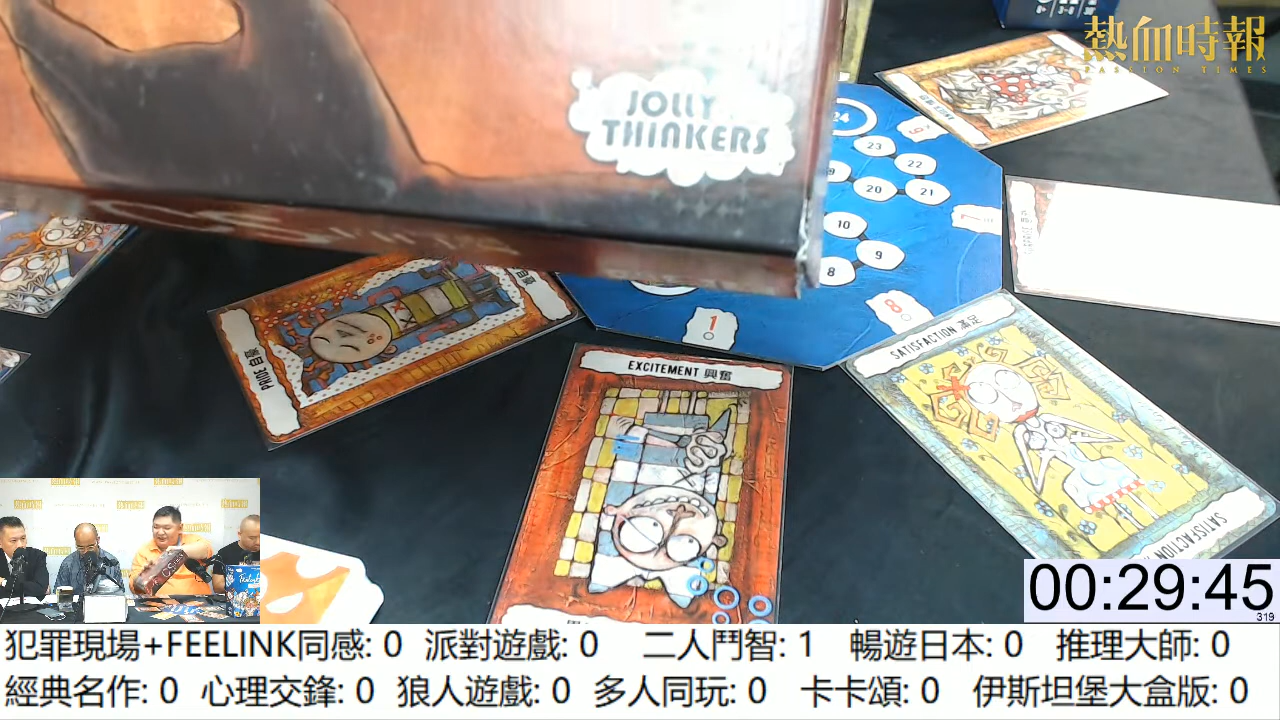 熱血時報
PASSION TIMES
JOLLY
THINKERS
24
23
22
20
21
10
9
8
6
7
8
1
PRIDE 自豪
EXCITEMENT 興奮
SATISFACTION 滿足
SATISFACTION
00:29:45
319
犯罪現場+FEELINK同感: 0 派對遊戲: 0 二人鬥智: 1 暢遊日本: 0 推理大師: 0
經典名作: 0 心理交鋒: 0 狼人遊戲: 0 多人同玩: 0 卡卡頌: 0 伊斯坦堡大盒版: 0